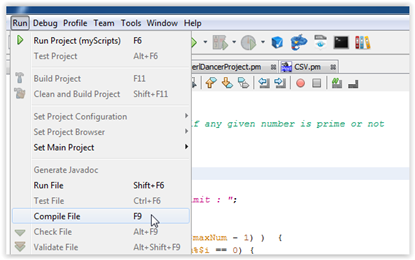 Run Debug Profile Team Tools Window Help
Run Project (myScripts) F6
Test Project Alt+F6
erlDancerProject.pm CSV.pm
Build Project F11
Clean and Build Project Shift+F11
Set Project Configuration
if any given number is prime or not
Set Project Browser
Set Main Project
Generate Javadoc
Run File Shift+F6
Test File Ctrl+F6
imit : ";
Compile File F9
Check File Alt+F9
maxNum - 1) ) {
Validate File Alt+Shift+F9
%$i == 0) {